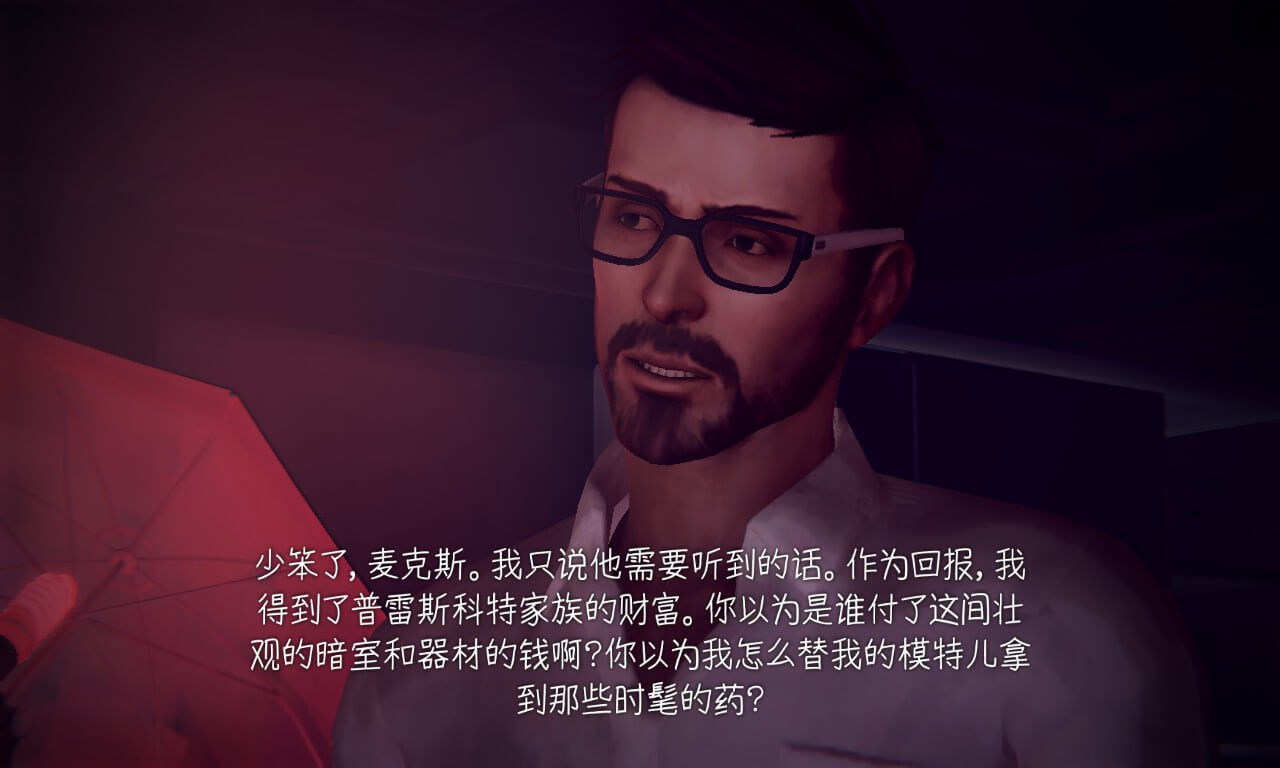 少笨了,麦克斯。我只说他需要听到的话。作为回报,我
得到了普雷斯科特家族的财富。你以为是谁付了这间壮
观的暗室和器材的钱啊?你以为我怎么替我的模特儿拿
到那些时髦的药?